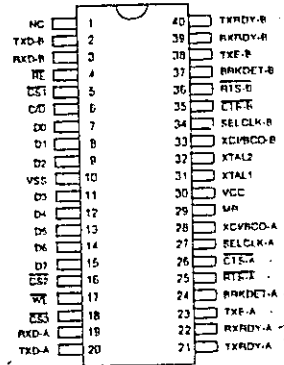 NC 1 40 TXRDY-B
TXD-B 2 39 RXRDY-B
RXD-B 3 38 TXE-B
RE 4 37 BRKDET-B
CS1 5 36 RTS-B
C/D 6 35 CTS-B
D0 7 34 SELCLK-B
D1 8 33 XCI/BCO-B
D2 9 32 XTAL2
VSS 10 31 XTAL1
D3 11 30 VCC
D4 12 29 MR
D5 13 28 XCI/BCO-A
D6 14 27 SELCLK-A
D7 15 26 CTS-A
CS2 16 25 RTS-A
WE 17 24 BRKDET-A
CS3 18 23 TXE-A
RXD-A 19 22 RXRDY-A
TXD-A 20 21 TXRDY-A